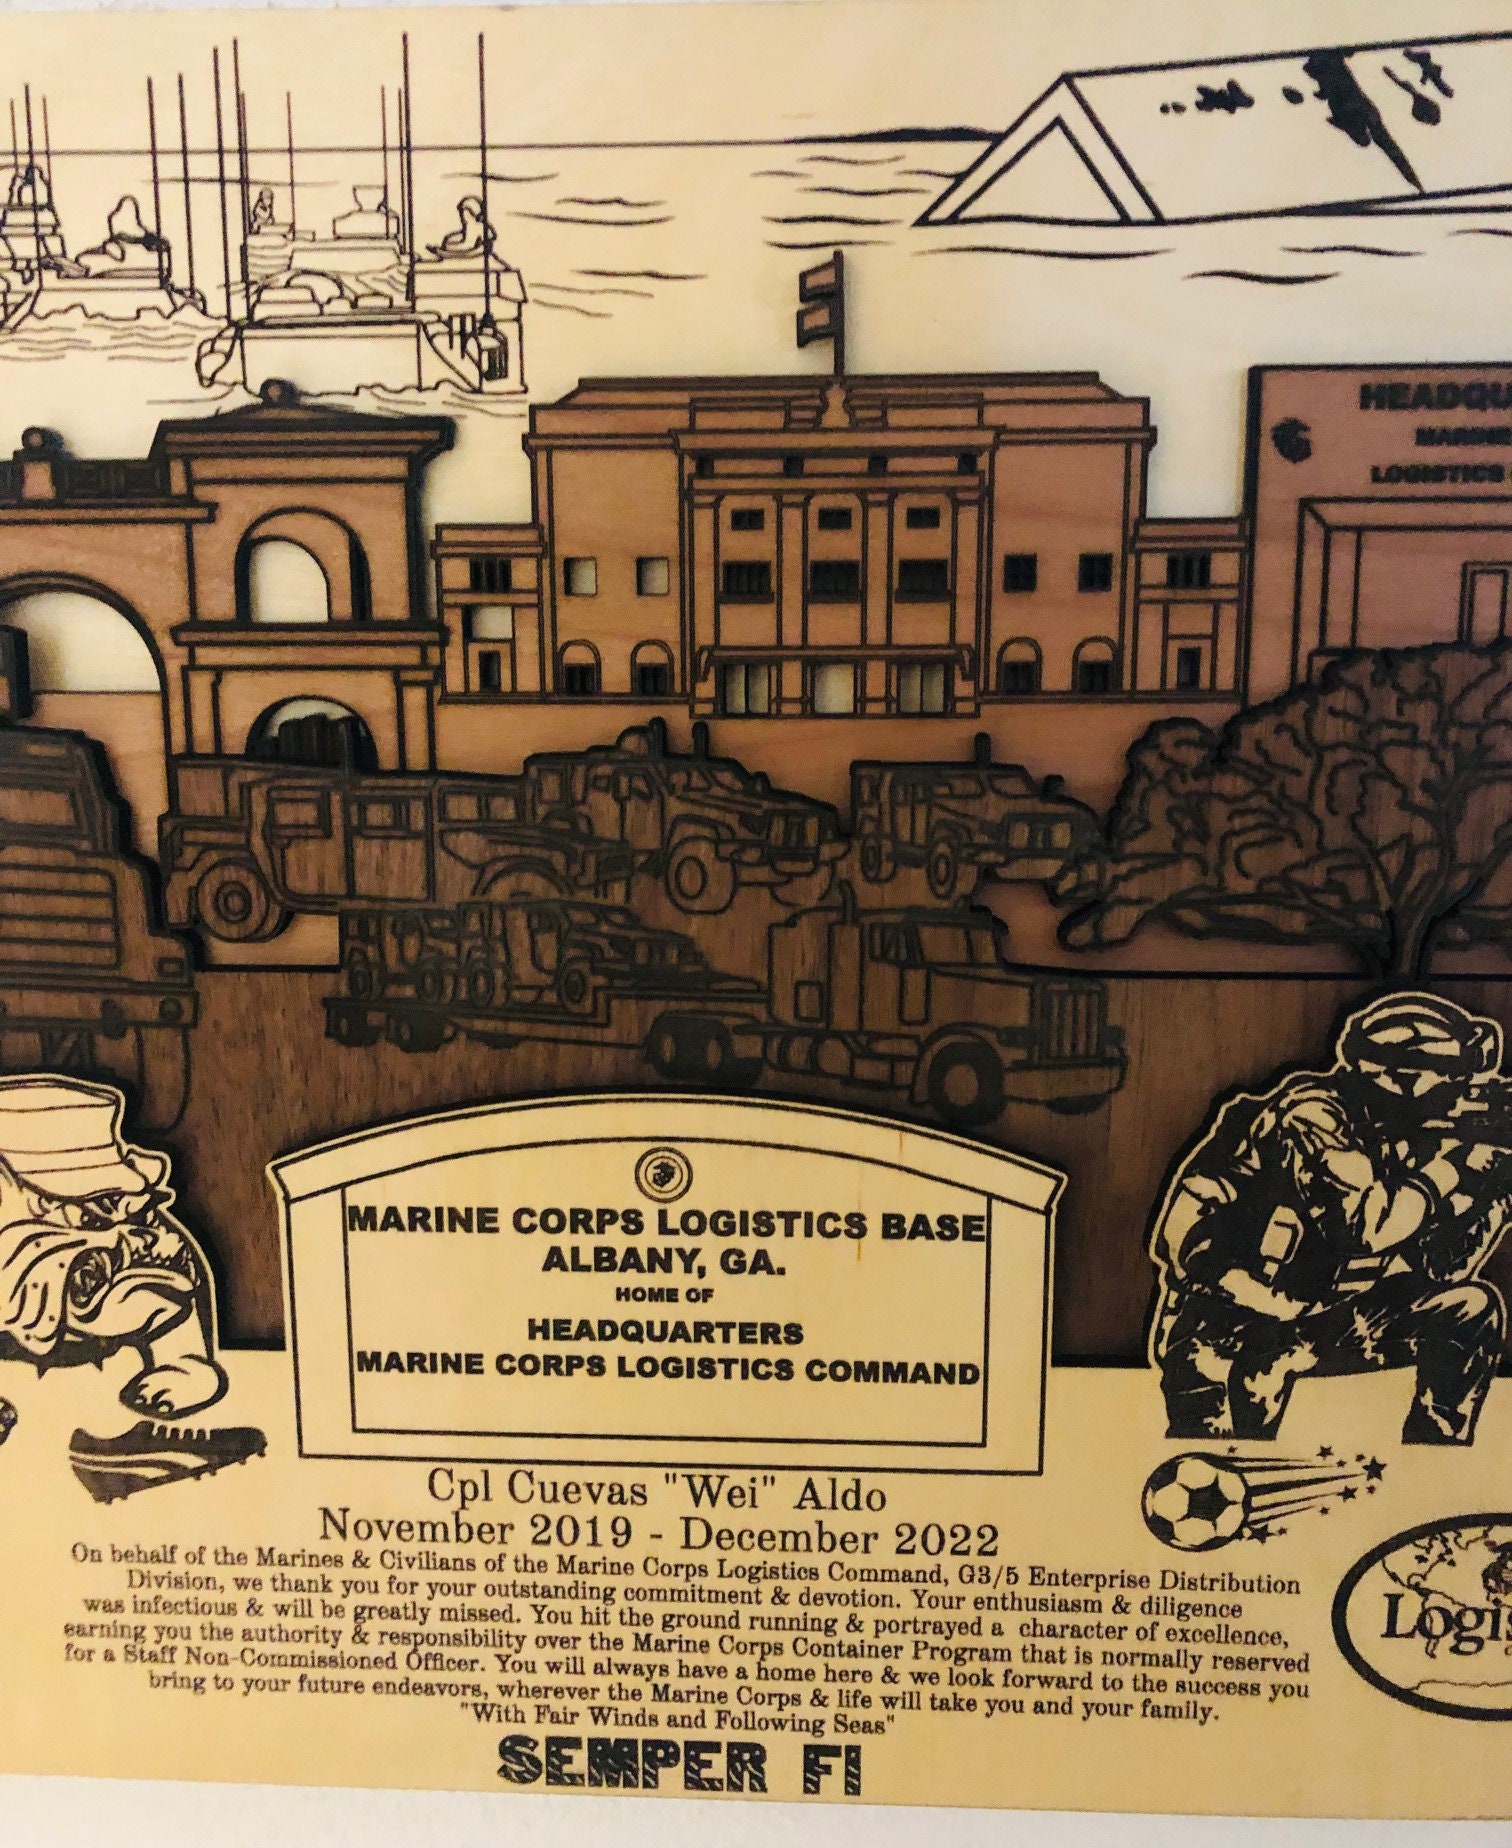 HEADQU
MARINE
LOGISTICS
MARINE CORPS LOGISTICS BASE
ALBANY, GA.
HOME OF
HEADQUARTERS
MARINE CORPS LOGISTICS COMMAND
Cpl Cuevas "Wei" Aldo
November 2019 - December 2022
On behalf of the Marines & Civilians of the Marine Corps Logistics Command, G3/5 Enterprise Distribution
Division, we thank you for your outstanding commitment & devotion. Your enthusiasm & diligence
was infectious & will be greatly missed. You hit the ground running & portrayed a character of excellence,
earning you the authority & responsibility over the Marine Corps Container Program that is normally reserved
for a Staff Non-Commissioned Officer. You will always have a home here & we look forward to the success you
bring to your future endeavors, wherever the Marine Corps & life will take you and your family.
"With Fair Winds and Following Seas"
SEMPER FI
Logis